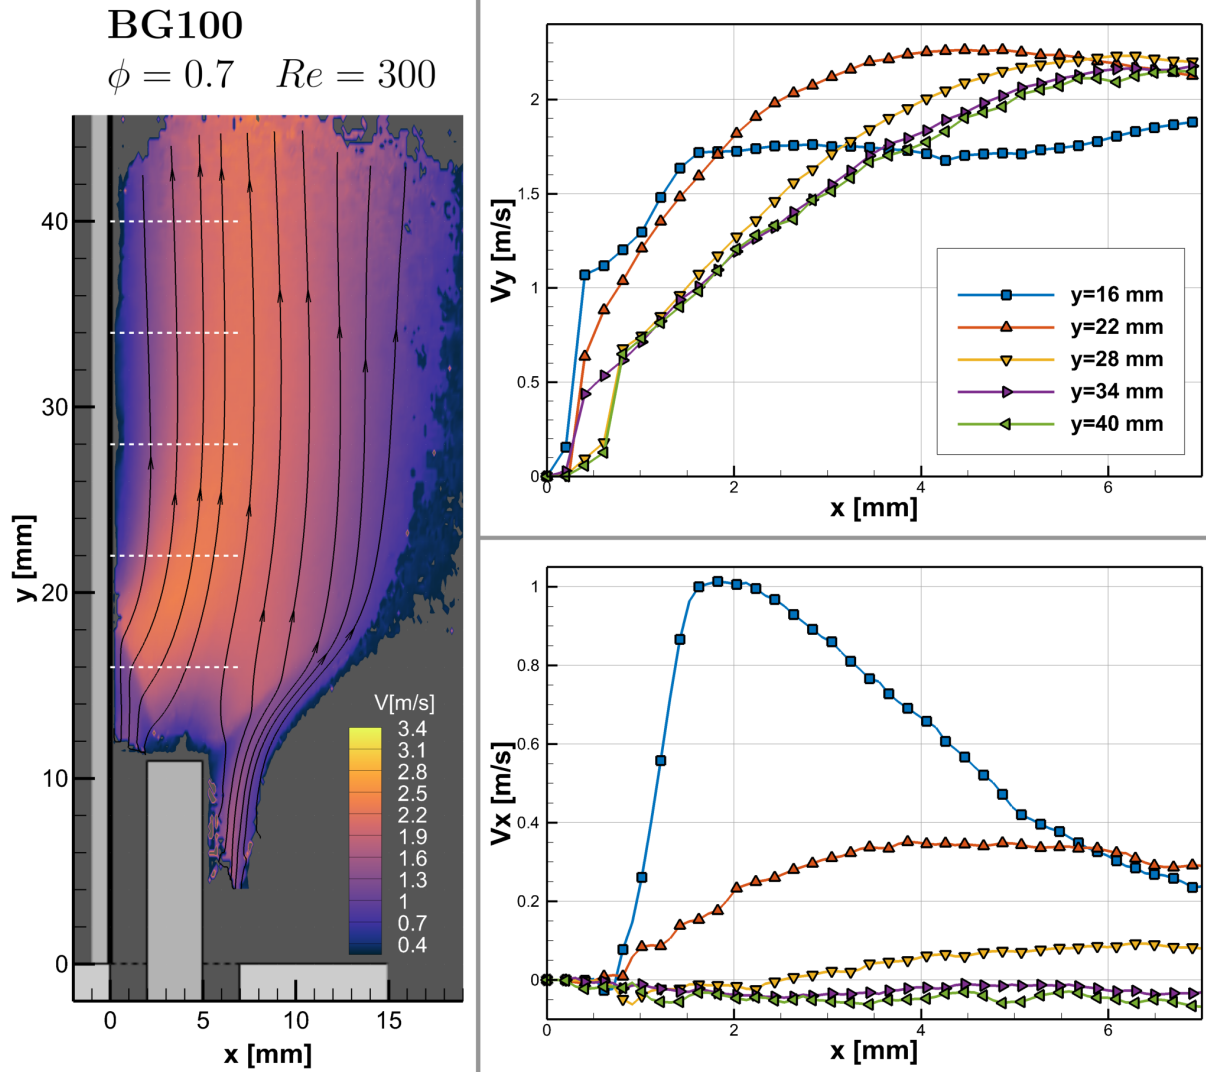 BG100
ϕ = 0.7 Re = 300
y [mm]
40
30
20
10
0
V[m/s]
3.4
3.1
2.8
2.5
2.2
1.9
1.6
1.3
1
0.7
0.4
0 5 10 15
x [mm]
Vy [m/s]
2
1.5
1
0.5
0
y=16 mm
y=22 mm
y=28 mm
y=34 mm
y=40 mm
0 2 4 6
x [mm]
Vx [m/s]
1
0.8
0.6
0.4
0.2
0
0 2 4 6
x [mm]